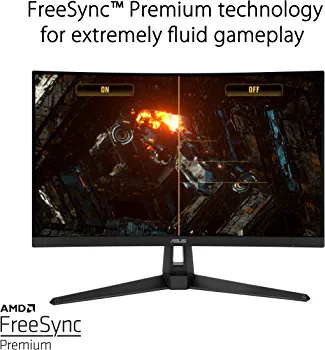 FreeSync™ Premium technology
for extremely fluid gameplay
ON
OFF
ASUS
AMD
FreeSync
Premium